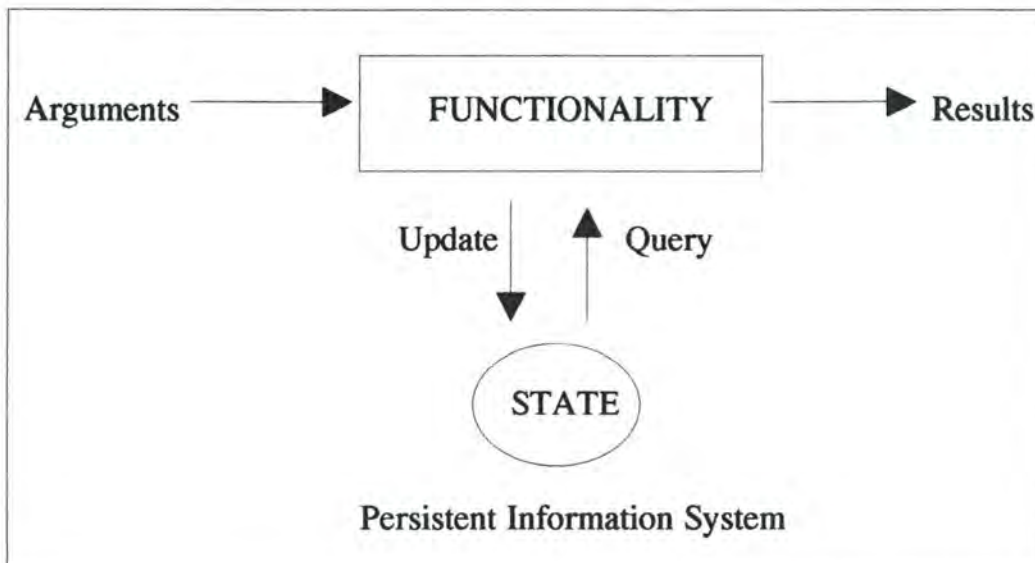 Arguments
FUNCTIONALITY
Results
Update
Query
STATE
Persistent Information System